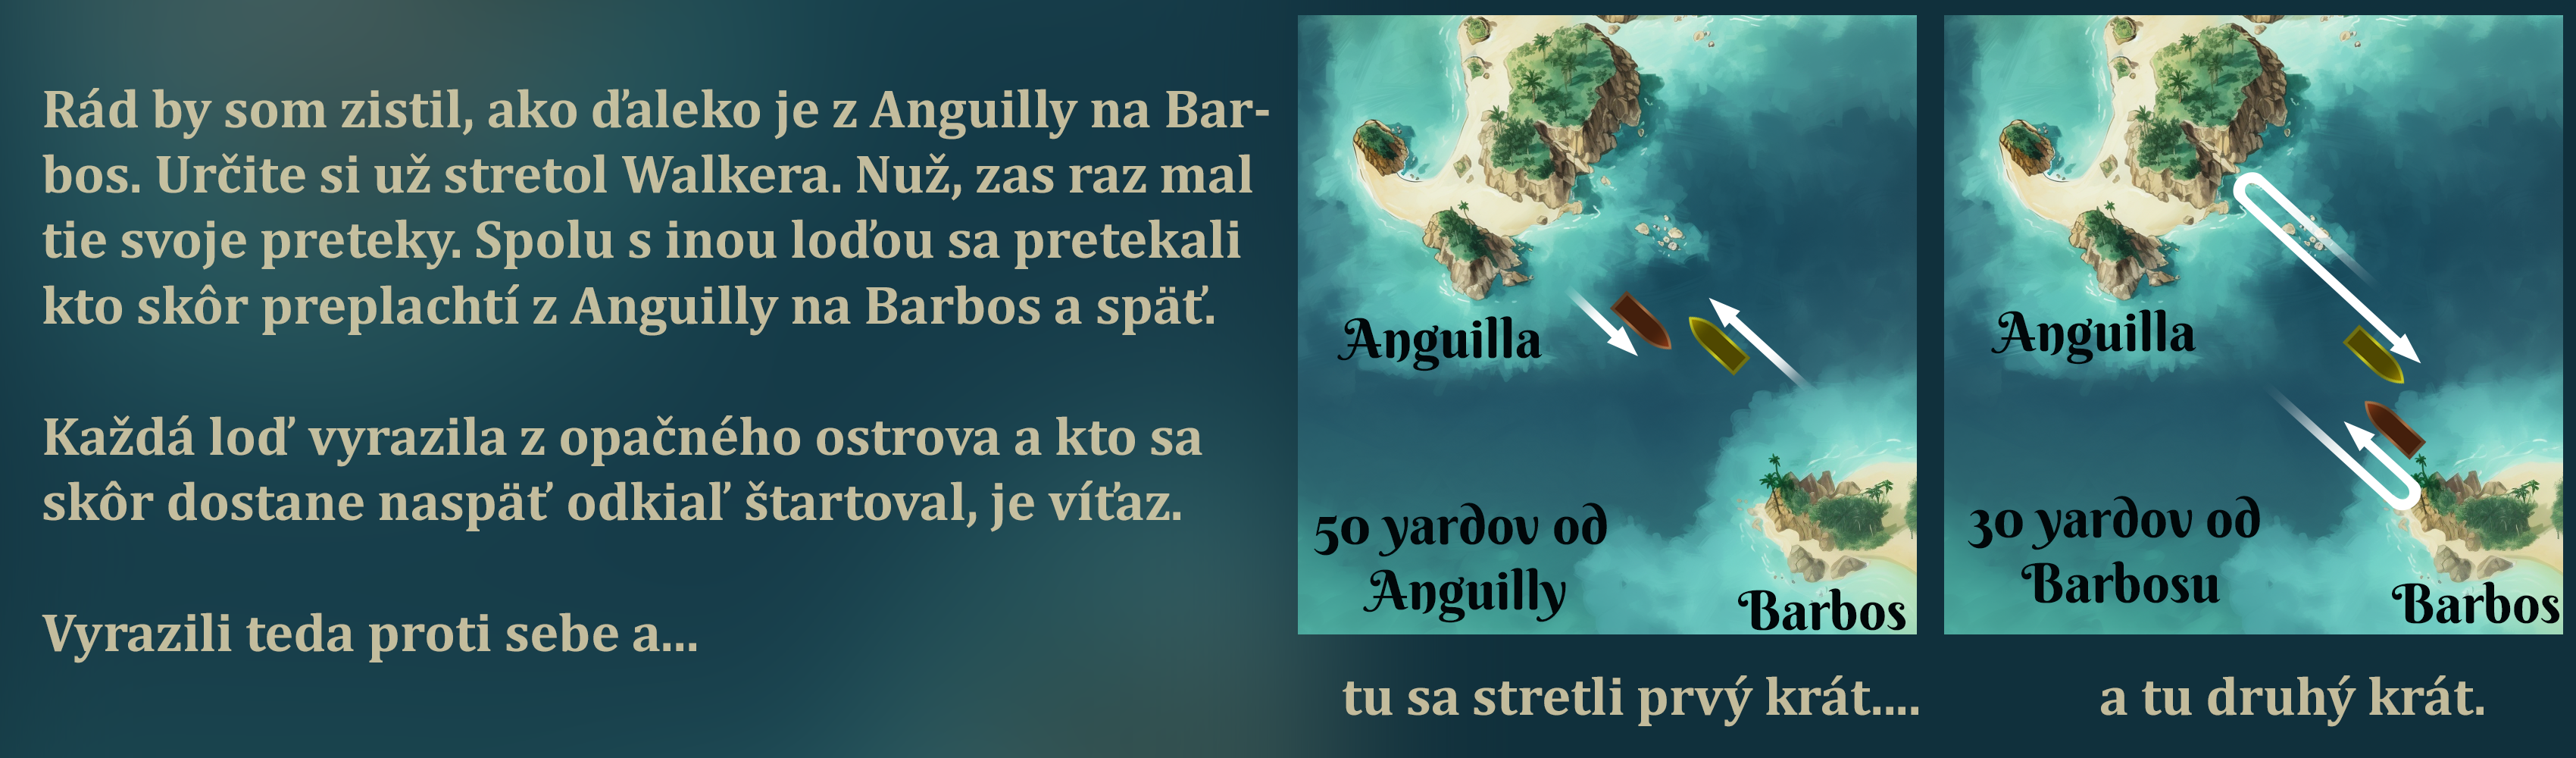 Rád by som zistil, ako ďaleko je z Anguilly na Bar-
bos. Určite si už stretol Walkera. Nuž, zas raz mal
tie svoje preteky. Spolu s inou loďou sa pretekali
kto skôr preplachtí z Anguilly na Barbos a späť.
Každá loď vyrazila z opačného ostrova a kto sa
skôr dostane naspäť odkiaľ štartoval, je víťaz.
Vyrazili teda proti sebe a...
Anguilla
50 yardov od
Anguilly
Barbos
tu sa stretli prvý krát....
Anguilla
30 yardov od
Barbosu
Barbos
a tu druhý krát.